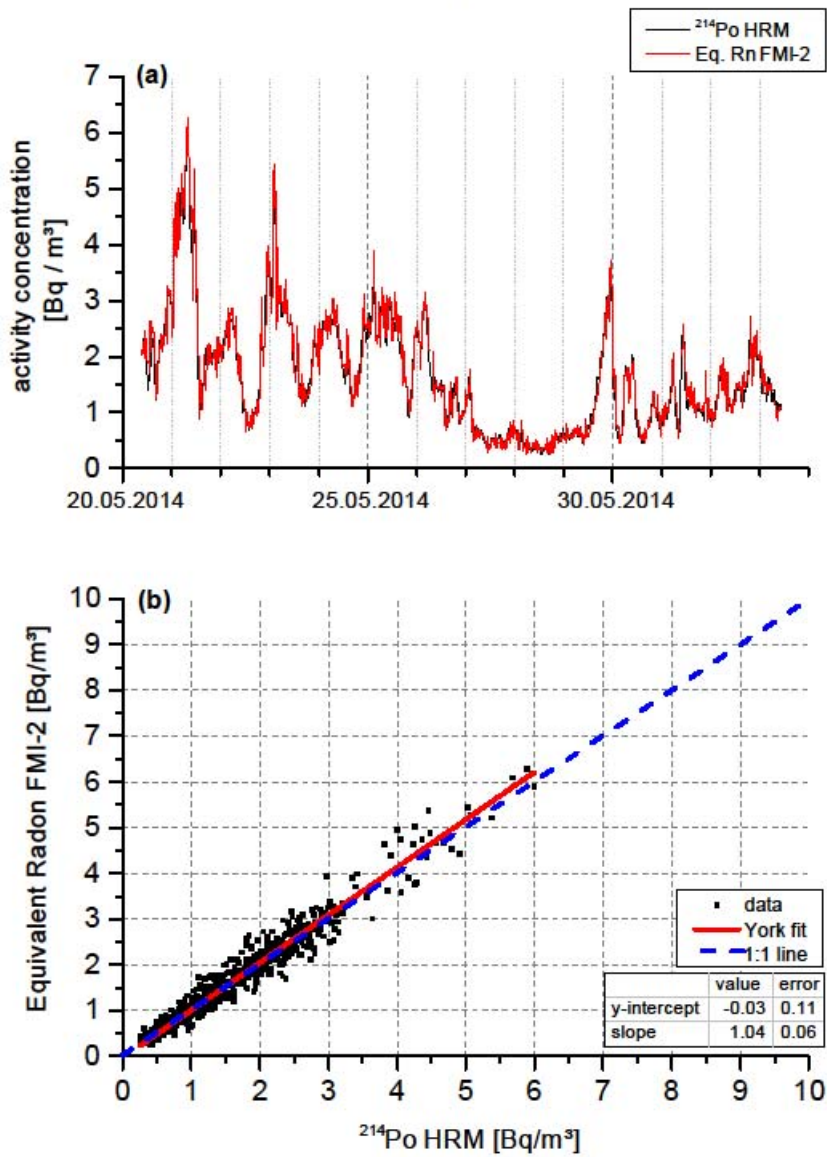 ²¹⁴Po HRM
Eq. Rn FMI-2
(a)
activity concentration
[Bq / m³]
7
6
5
4
3
2
1
0
20.05.2014 25.05.2014 30.05.2014
(b)
Equivalent Radon FMI-2 [Bq/m³]
10
9
8
7
6
5
4
3
2
1
0
data
York fit
1:1 line
value error
y-intercept -0.03 0.11
slope 1.04 0.06
0 1 2 3 4 5 6 7 8 9 10
²¹⁴Po HRM [Bq/m³]